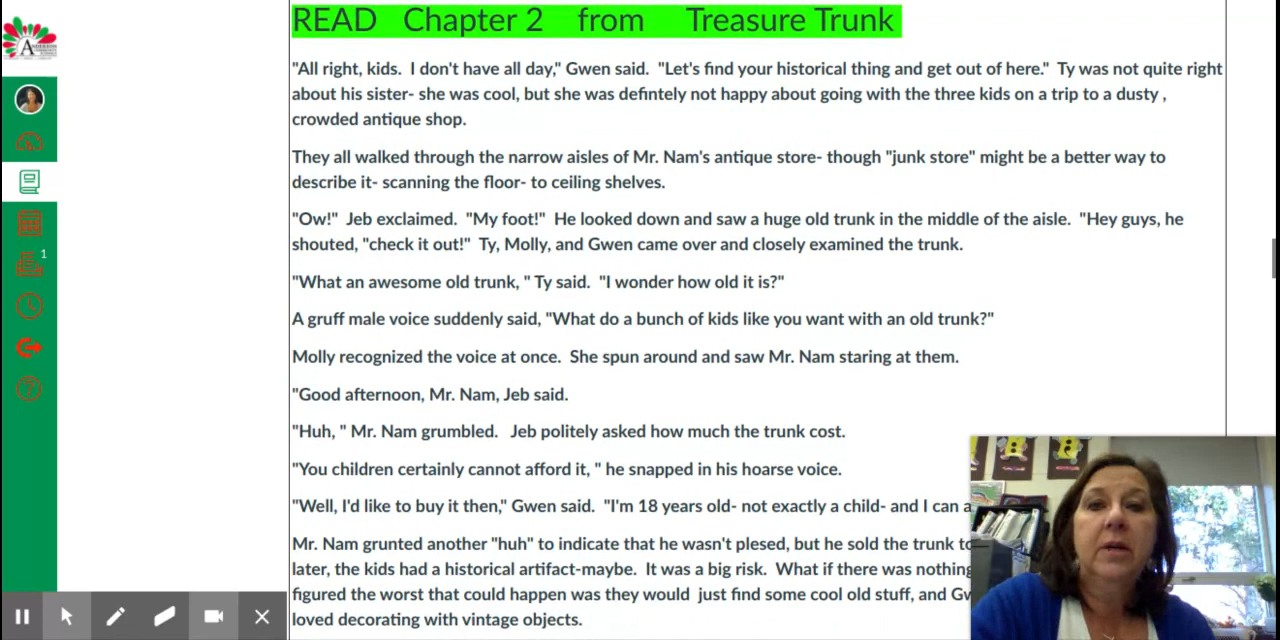 READ Chapter 2 from Treasure Trunk
"All right, kids. I don't have all day," Gwen said. "Let's find your historical thing and get out of here." Ty was not quite right
about his sister- she was cool, but she was defintely not happy about going with the three kids on a trip to a dusty ,
crowded antique shop.
They all walked through the narrow aisles of Mr. Nam's antique store- though "junk store" might be a better way to
describe it- scanning the floor- to ceiling shelves.
"Ow!" Jeb exclaimed. "My foot!" He looked down and saw a huge old trunk in the middle of the aisle. "Hey guys, he
shouted, "check it out!" Ty, Molly, and Gwen came over and closely examined the trunk.
"What an awesome old trunk, " Ty said. "I wonder how old it is?"
A gruff male voice suddenly said, "What do a bunch of kids like you want with an old trunk?"
Molly recognized the voice at once. She spun around and saw Mr. Nam staring at them.
"Good afternoon, Mr. Nam, Jeb said.
"Huh, " Mr. Nam grumbled. Jeb politely asked how much the trunk cost.
"You children certainly cannot afford it, " he snapped in his hoarse voice.
"Well, I'd like to buy it then," Gwen said. "I'm 18 years old- not exactly a child- and I can a
Mr. Nam grunted another "huh" to indicate that he wasn't plesed, but he sold the trunk to
later, the kids had a historical artifact-maybe. It was a big risk. What if there was nothing
figured the worst that could happen was they would just find some cool old stuff, and Gw
loved decorating with vintage objects.
ANDERSON
1